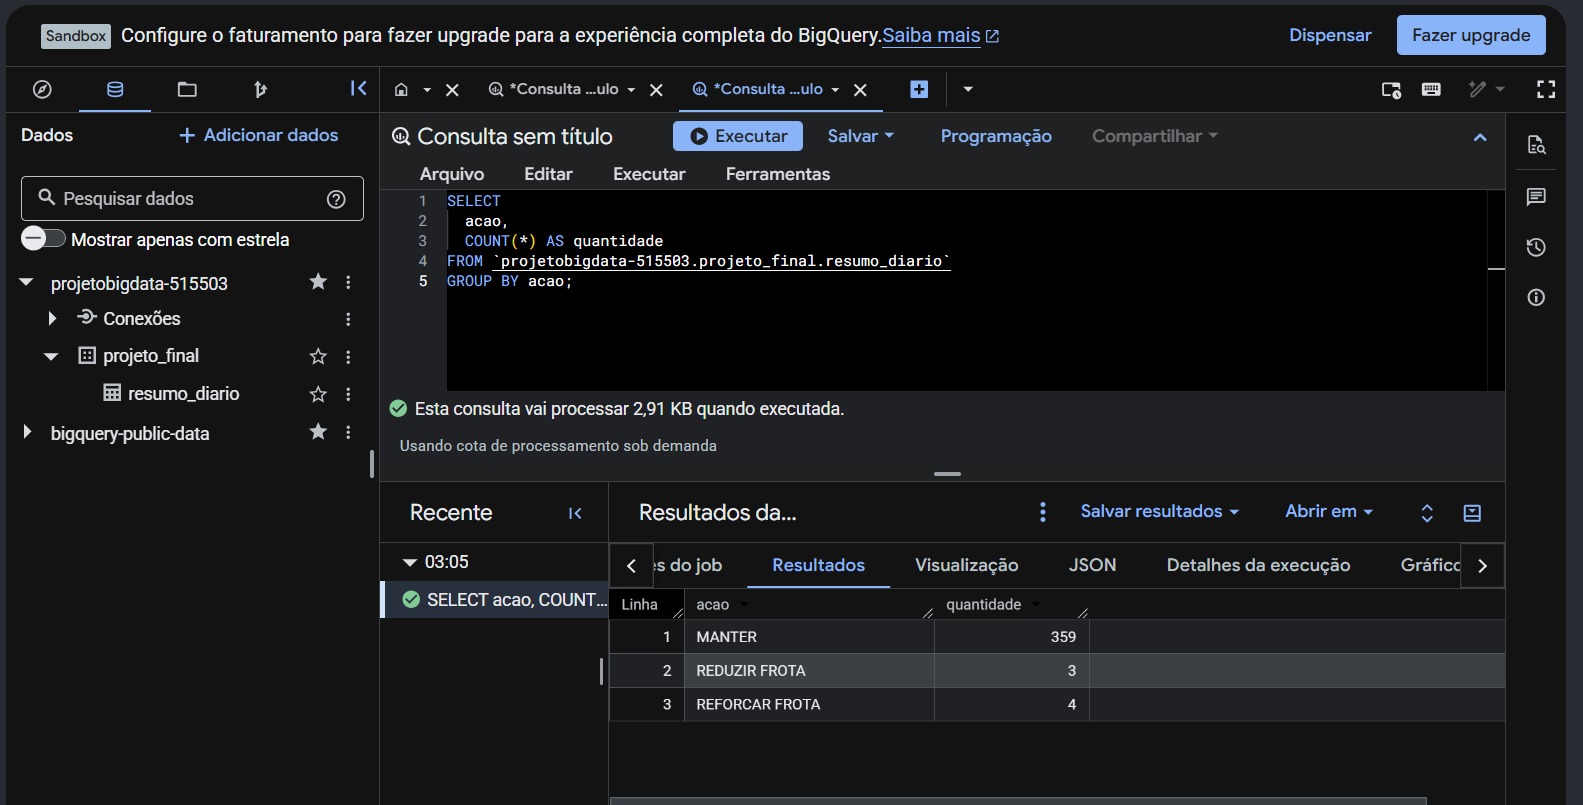 Sandbox Configure o faturamento para fazer upgrade para a experiência completa do BigQuery. Saiba mais
Dispensar
Fazer upgrade
*Consulta ...ulo
*Consulta ...ulo
Dados
Adicionar dados
Pesquisar dados
Mostrar apenas com estrela
projetobigdata-515503
Conexões
projeto_final
resumo_diario
bigquery-public-data
Consulta sem título
Executar
Salvar
Programação
Compartilhar
Arquivo
Editar
Executar
Ferramentas
1 SELECT
2 acao,
3 COUNT(*) AS quantidade
4 FROM `projetobigdata-515503.projeto_final.resumo_diario`
5 GROUP BY acao;
Esta consulta vai processar 2,91 KB quando executada.
Usando cota de processamento sob demanda
Recente
03:05
SELECT acao, COUNT...
Resultados da...
Salvar resultados
Abrir em
es do job
Resultados
Visualização
JSON
Detalhes da execução
Gráfico
Linha acao quantidade
1 MANTER 359
2 REDUZIR FROTA 3
3 REFORCAR FROTA 4